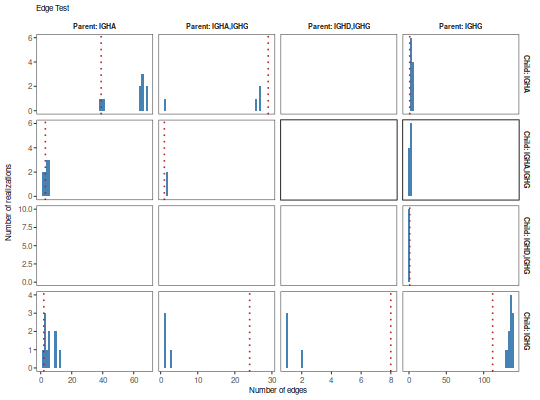 Edge Test
Parent: IGHA Parent: IGHA,IGHG Parent: IGHD,IGHG Parent: IGHG
6
4
2
0
Child: IGHA
6
4
2
0
Child: IGHA,IGHG
10.0
7.5
5.0
2.5
0.0
Child: IGHD,IGHG
4
3
2
1
0
Child: IGHG
0 20 40 60 0 10 20 30 0 2 4 6 8 0 50 100
Number of edges
Number of realizations